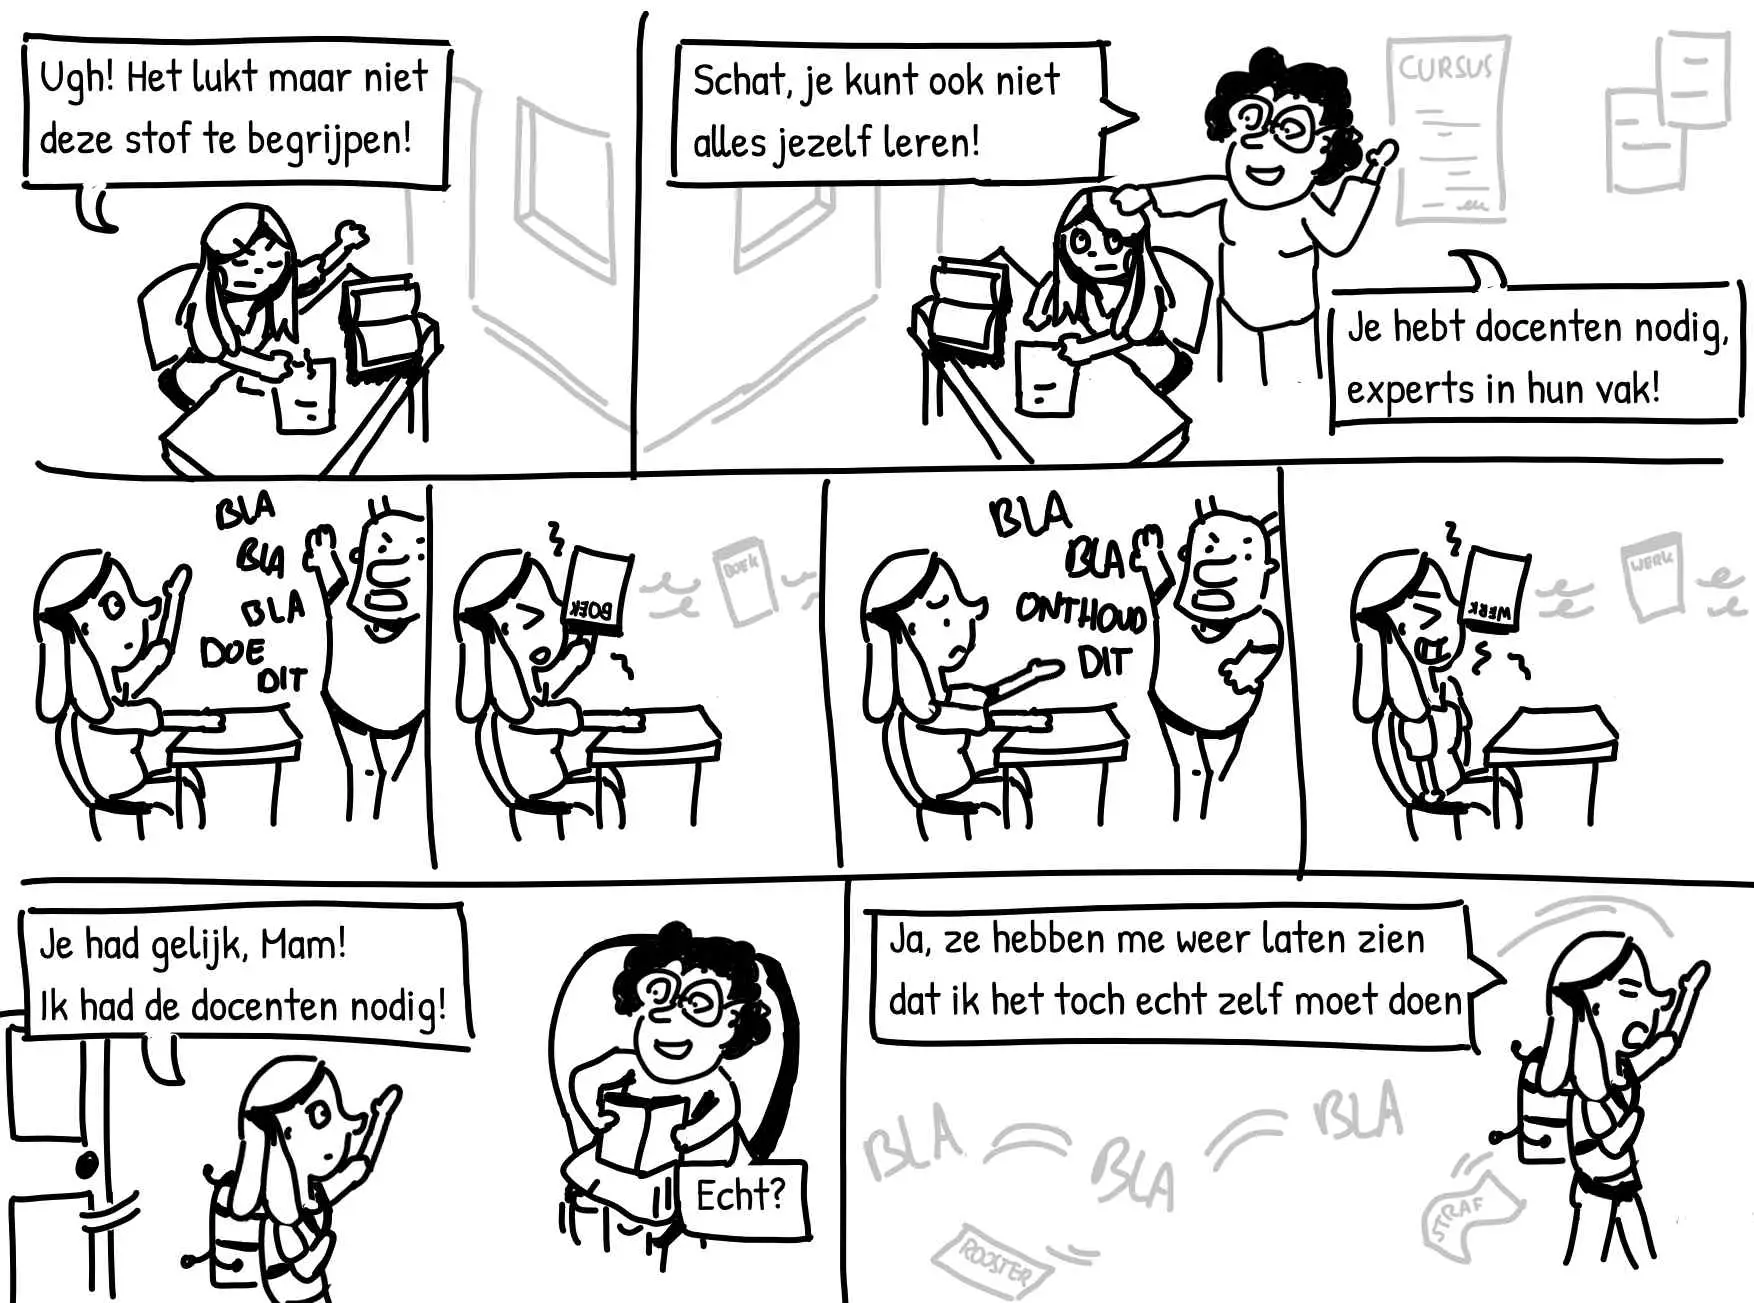 Ugh! Het lukt maar niet
deze stof te begrijpen!
Schat, je kunt ook niet
alles jezelf leren!
CURSUS
Je hebt docenten nodig,
experts in hun vak!
BLA
BLA
BLA
DOE
DIT
BOEK
BOEK
BLA
BLA
ONTHOUD
DIT
WERK
WERK
Je had gelijk, Mam!
Ik had de docenten nodig!
Echt?
Ja, ze hebben me weer laten zien
dat ik het toch echt zelf moet doen
BLA
BLA
BLA
STRAF
ROOSTER